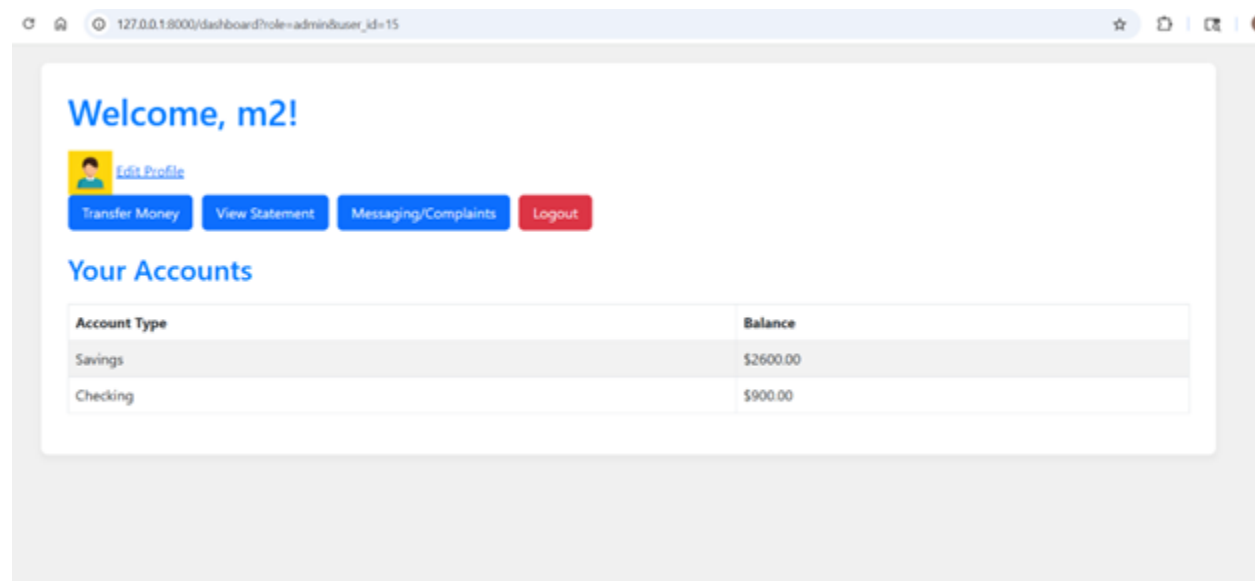 127.0.0.1:8000/dashboard?role=admin&user_id=15
Welcome, m2!
Edit Profile
Transfer Money View Statement Messaging/Complaints Logout
Your Accounts
Account Type Balance
Savings $2600.00
Checking $900.00